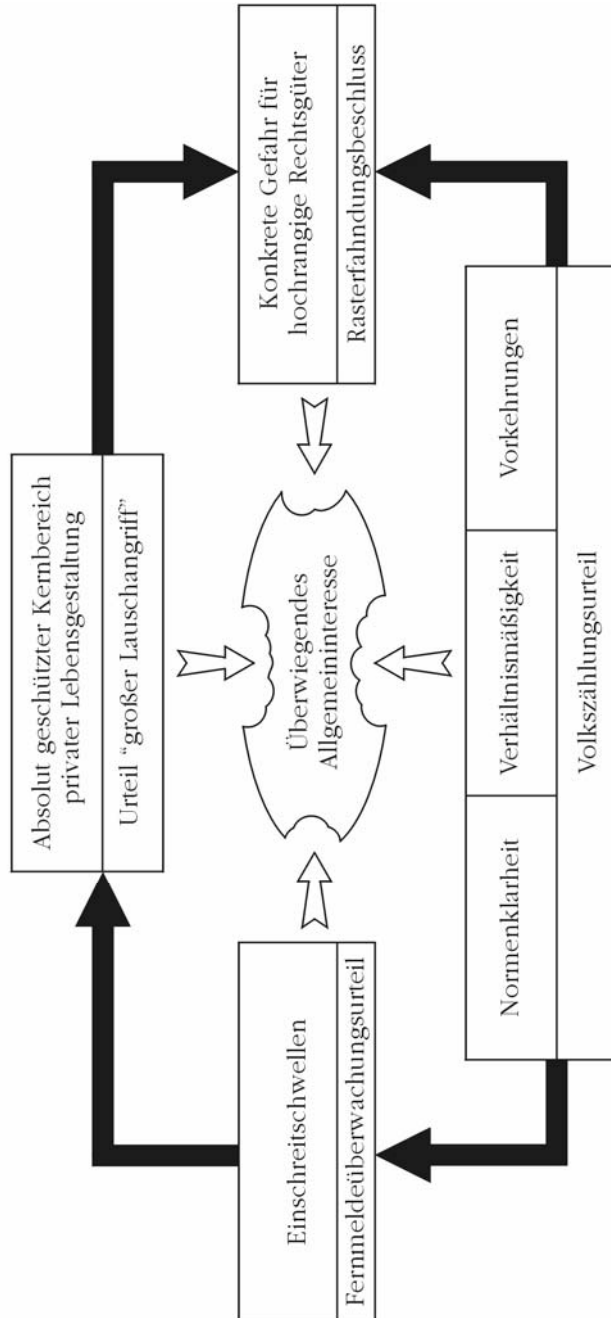 Absolut geschützter Kernbereich
privater Lebensgestaltung
Urteil “großer Lauschangriff”
Einschreitschwellen
Fernmeldeüberwachungsurteil
Überwiegendes
Allgemeininteresse
Konkrete Gefahr für
hochrangige Rechtsgüter
Rasterfahndungsbeschluss
Normenklarheit
Verhältnismäßigkeit
Vorkehrungen
Volkszählungsurteil